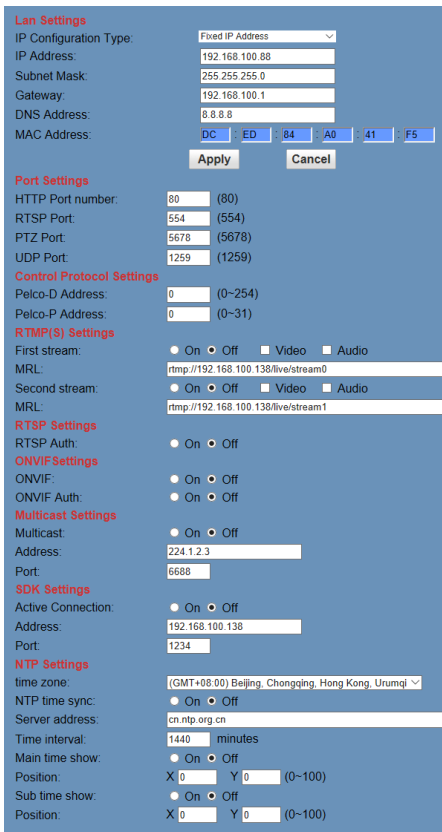 Lan Settings
IP Configuration Type: Fixed IP Address
IP Address: 192.168.100.88
Subnet Mask: 255.255.255.0
Gateway: 192.168.100.1
DNS Address: 8.8.8.8
MAC Address: DC : ED : 84 : A0 : 41 : F5
Apply Cancel
Port Settings
HTTP Port number: 80 (80)
RTSP Port: 554 (554)
PTZ Port: 5678 (5678)
UDP Port: 1259 (1259)
Control Protocol Settings
Pelco-D Address: 0 (0~254)
Pelco-P Address: 0 (0~31)
RTMP(S) Settings
First stream: On Off Video Audio
MRL: rtmp://192.168.100.138/live/stream0
Second stream: On Off Video Audio
MRL: rtmp://192.168.100.138/live/stream1
RTSP Settings
RTSP Auth: On Off
ONVIFSettings
ONVIF: On Off
ONVIF Auth: On Off
Multicast Settings
Multicast: On Off
Address: 224.1.2.3
Port: 6688
SDK Settings
Active Connection: On Off
Address: 192.168.100.138
Port: 1234
NTP Settings
time zone: (GMT+08:00) Beijing, Chongqing, Hong Kong, Urumqi
NTP time sync: On Off
Server address: cn.ntp.org.cn
Time interval: 1440 minutes
Main time show: On Off
Position: X 0 Y 0 (0~100)
Sub time show: On Off
Position: X 0 Y 0 (0~100)